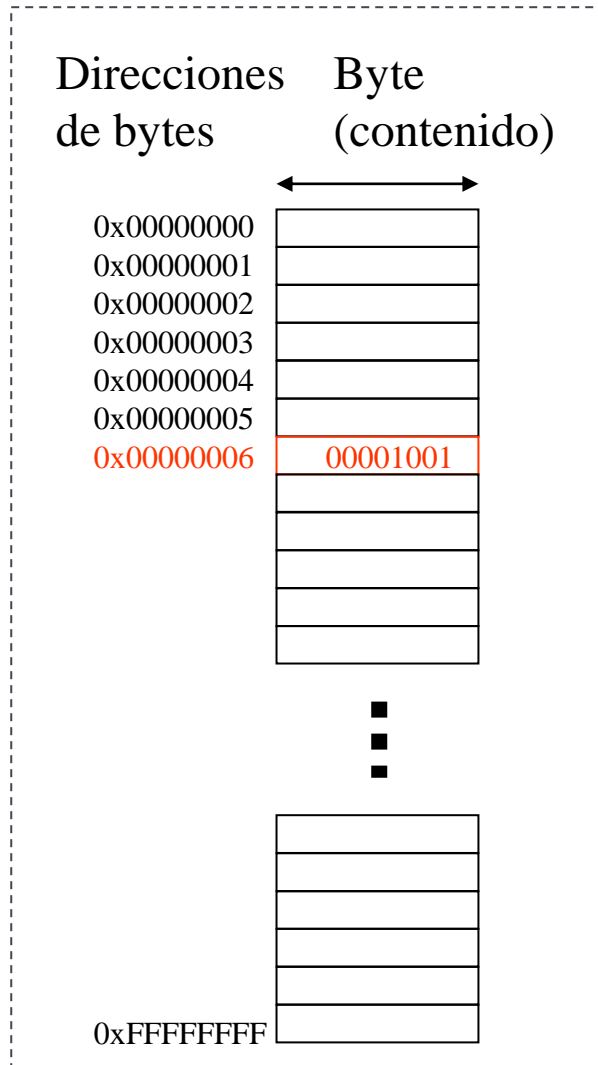 Direcciones Byte
de bytes (contenido)
0x00000000
0x00000001
0x00000002
0x00000003
0x00000004
0x00000005
0x00000006 00001001
0xFFFFFFFF